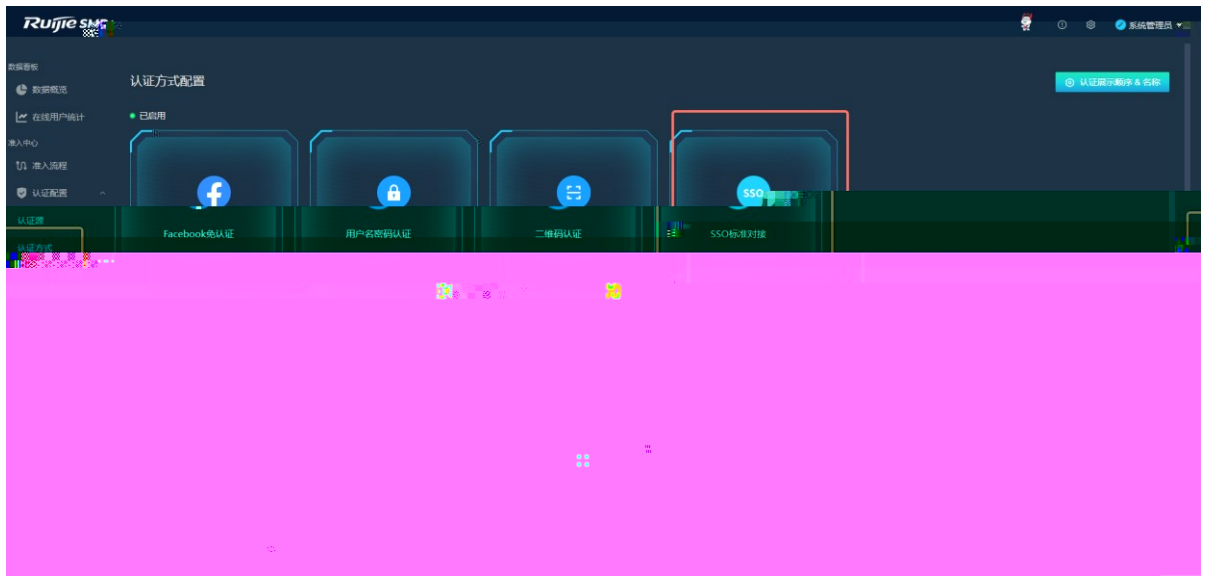 Ruijie SMP
系统管理员
数据看板
数据概览
在线用户统计
准入中心
准入流程
认证配置
认证源
认证方式
认证方式配置
认证展示顺序 & 名称
已启用
Facebook免认证
用户名密码认证
二维码认证
SSO
SSO标准对接